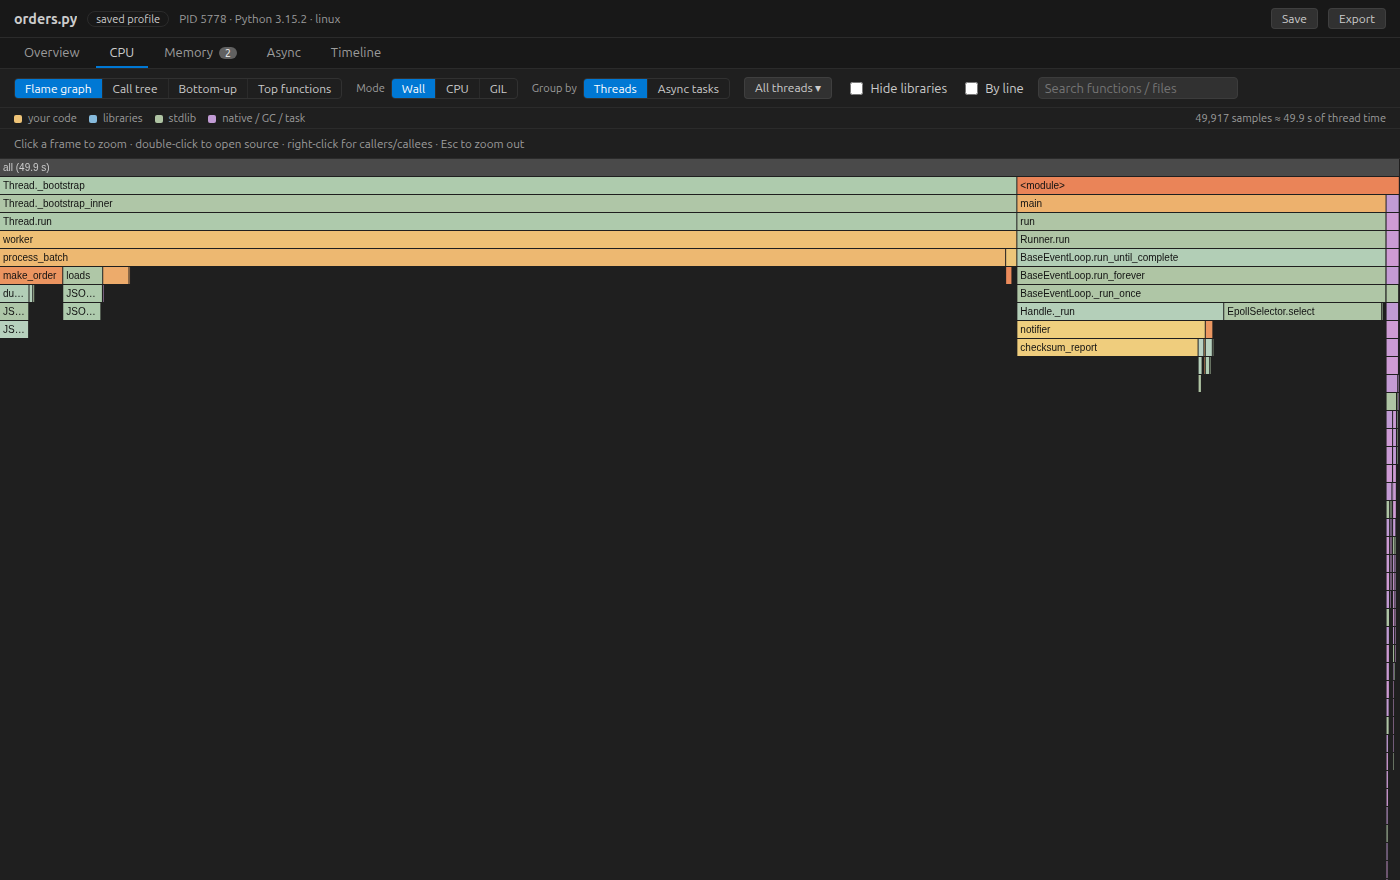 orders.py saved profile PID 5778 · Python 3.15.2 · linux Save Export
Overview CPU Memory 2 Async Timeline
Flame graph Call tree Bottom-up Top functions Mode Wall CPU GIL Group by Threads Async tasks All threads ▾ Hide libraries By line Search functions / files
your code libraries stdlib native / GC / task 49,917 samples ≈ 49.9 s of thread time
Click a frame to zoom · double-click to open source · right-click for callers/callees · Esc to zoom out
all (49.9 s)
Thread._bootstrap <module>
Thread._bootstrap_inner main
Thread.run run
worker Runner.run
process_batch BaseEventLoop.run_until_complete
make_order loads BaseEventLoop.run_forever
du… JSO… BaseEventLoop._run_once
JS… JSO… Handle._run EpollSelector.select
JS… notifier
checksum_report